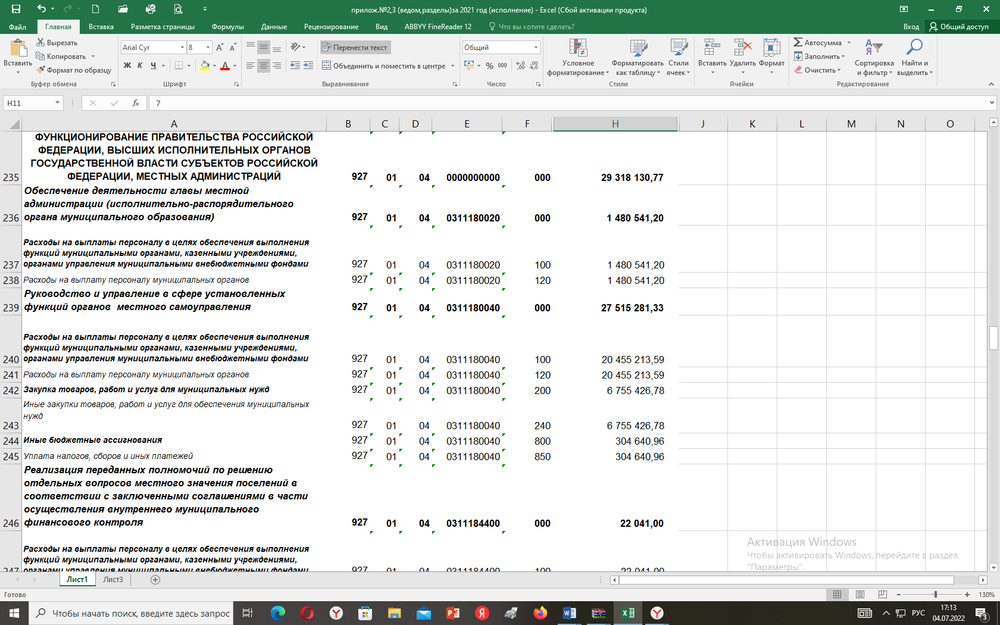 прилож.№2,3 (ведом,разделы)за 2021 год (исполнение) - Excel (Сбой активации продукта)
Файл Главная Вставка Разметка страницы Формулы Данные Рецензирование Вид ABBYY FineReader 12 Что вы хотите сделать? Вход Общий доступ
Вставить
Вырезать
Копировать
Формат по образцу
Буфер обмена
Arial Cyr 8
Ж К Ч
Шрифт
Перенести текст
Объединить и поместить в центре
Выравнивание
Общий
% 000
Число
Условное форматирование
Форматировать как таблицу
Стили ячеек
Стили
Вставить Удалить Формат
Ячейки
Автосумма
Заполнить
Очистить
Сортировка и фильтр
Найти и выделить
Редактирование
H11 fx 7
A B C D E F H J K L M N O
ФУНКЦИОНИРОВАНИЕ ПРАВИТЕЛЬСТВА РОССИЙСКОЙ
ФЕДЕРАЦИИ, ВЫСШИХ ИСПОЛНИТЕЛЬНЫХ ОРГАНОВ
ГОСУДАРСТВЕННОЙ ВЛАСТИ СУБЪЕКТОВ РОССИЙСКОЙ
235 ФЕДЕРАЦИИ, МЕСТНЫХ АДМИНИСТРАЦИЙ 927 01 04 0000000000 000 29 318 130,77
Обеспечение деятельности главы местной
администрации (исполнительно-распорядительного
236 органа муниципального образования) 927 01 04 0311180020 000 1 480 541,20
Расходы на выплаты персоналу в целях обеспечения выполнения
функций муниципальными органами, казенными учреждениями,
237 органами управления муниципальными внебюджетными фондами 927 01 04 0311180020 100 1 480 541,20
238 Расходы на выплату персоналу муниципальных органов 927 01 04 0311180020 120 1 480 541,20
Руководство и управление в сфере установленных
239 функций органов  местного самоуправления 927 01 04 0311180040 000 27 515 281,33
Расходы на выплаты персоналу в целях обеспечения выполнения
функций муниципальными органами, казенными учреждениями,
240 органами управления муниципальными внебюджетными фондами 927 01 04 0311180040 100 20 455 213,59
241 Расходы на выплату персоналу муниципальных органов 927 01 04 0311180040 120 20 455 213,59
242 Закупка товаров, работ и услуг для муниципальных нужд 927 01 04 0311180040 200 6 755 426,78
Иные закупки товаров, работ и услуг для обеспечения муниципальных
нужд
243 927 01 04 0311180040 240 6 755 426,78
244 Иные бюджетные ассигнования 927 01 04 0311180040 800 304 640,96
245 Уплата налогов, сборов и иных платежей 927 01 04 0311180040 850 304 640,96
Реализация переданных полномочий по решению
отдельных вопросов местного значения поселений в
соответствии с заключенными соглашениями в части
осуществления внутреннего муниципального
246 финансового контроля 927 01 04 0311184400 000 22 041,00
Расходы на выплаты персоналу в целях обеспечения выполнения
функций муниципальными органами, казенными учреждениями,
247 органами управления муниципальными внебюджетными фондами 927 01 04 0311184400 100 22 041,00
Активация Windows
Чтобы активировать Windows, перейдите в раздел
"Параметры".
Лист1 Лист3
Готово 130%
Чтобы начать поиск, введите здесь запрос
РУС
17:13
04.07.2022
3